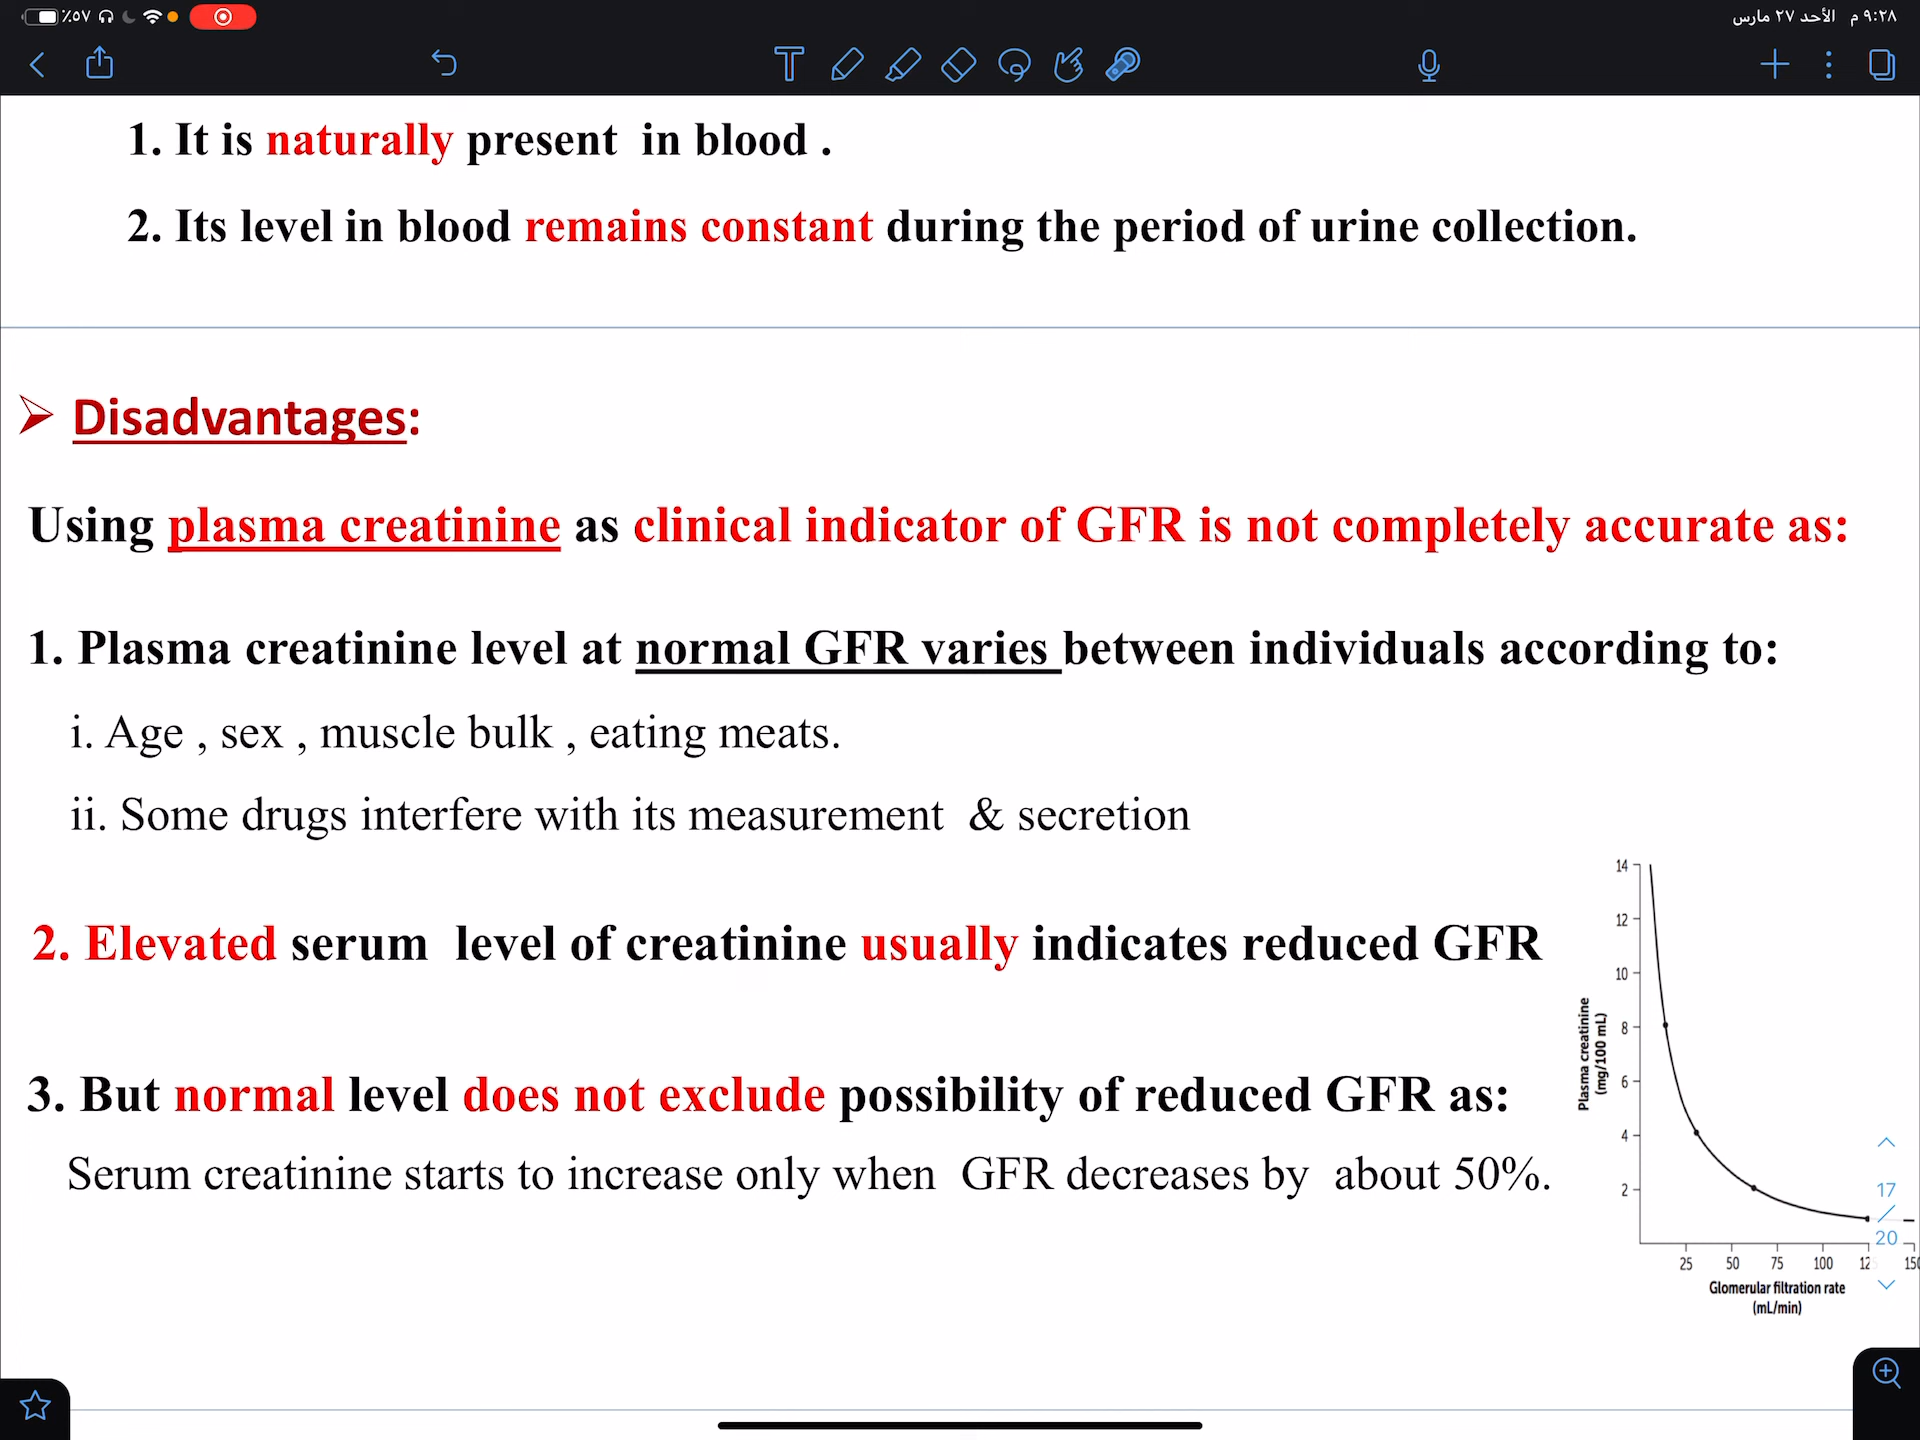 ٪٥٧
٩:٢٨ م الأحد ٢٧ مارس
1. It is naturally present in blood .
2. Its level in blood remains constant during the period of urine collection.
➢ Disadvantages:
Using plasma creatinine as clinical indicator of GFR is not completely accurate as:
1. Plasma creatinine level at normal GFR varies between individuals according to:
i. Age , sex , muscle bulk , eating meats.
ii. Some drugs interfere with its measurement & secretion
2. Elevated serum level of creatinine usually indicates reduced GFR
3. But normal level does not exclude possibility of reduced GFR as:
Serum creatinine starts to increase only when GFR decreases by about 50%.
Plasma creatinine
(mg/100 mL)
14
12
10
8
6
4
2
25 50 75 100
Glomerular filtration rate
(mL/min)
17
20